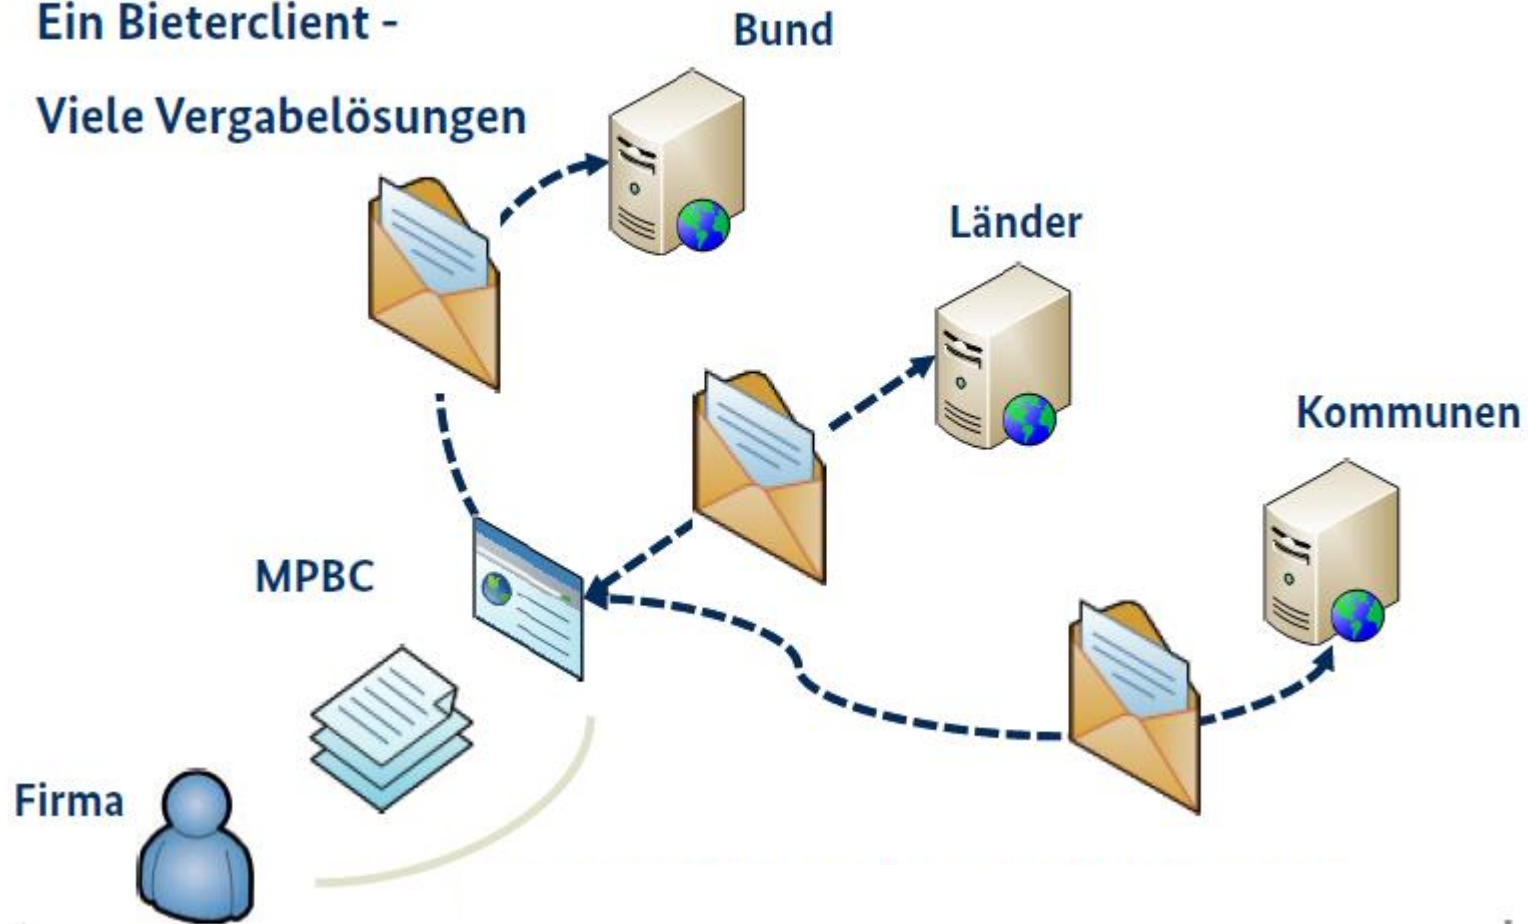 Ein Bieterclient -
Viele Vergabelösungen
Bund
Länder
Kommunen
MPBC
Firma